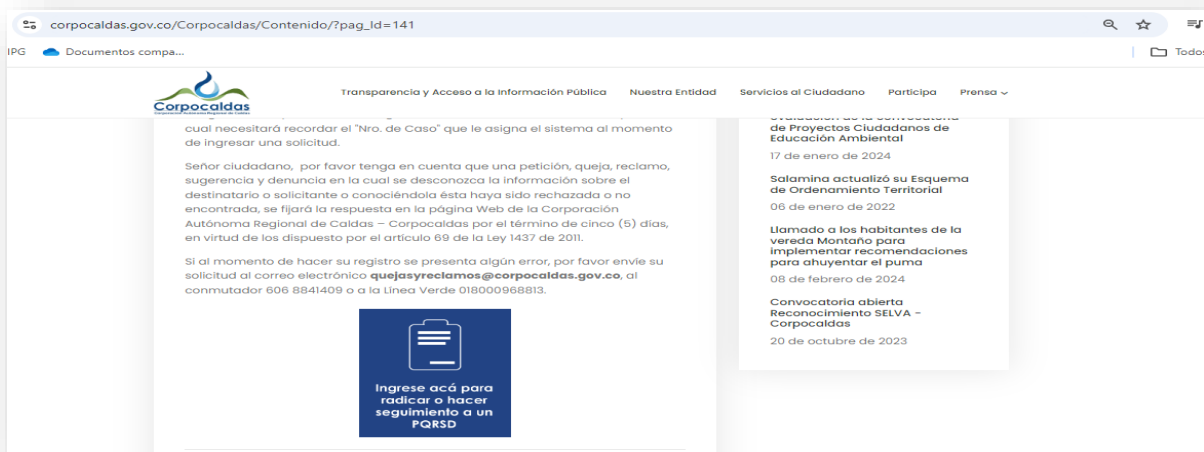 corpocaldas.gov.co/Corpocaldas/Contenido/?pag_Id=141
IPG Documentos compa...
Todos
Corpocaldas
Corporación Autónoma Regional de Caldas
Transparencia y Acceso a la Información Pública Nuestra Entidad Servicios al Ciudadano Participa Prensa
cual necesitará recordar el "Nro. de Caso" que le asigna el sistema al momento
de ingresar una solicitud.
Señor ciudadano, por favor tenga en cuenta que una petición, queja, reclamo,
sugerencia y denuncia en la cual se desconozca la información sobre el
destinatario o solicitante o conociéndola ésta haya sido rechazada o no
encontrada, se fijará la respuesta en la página Web de la Corporación
Autónoma Regional de Caldas – Corpocaldas por el término de cinco (5) días,
en virtud de los dispuesto por el artículo 69 de la Ley 1437 de 2011.
Si al momento de hacer su registro se presenta algún error, por favor envíe su
solicitud al correo electrónico quejasyreclamos@corpocaldas.gov.co, al
conmutador 606 8841409 o a la Línea Verde 018000968813.
Ingrese acá para
radicar o hacer
seguimiento a un
PQRSD
Evaluación de la convocatoria
de Proyectos Ciudadanos de
Educación Ambiental
17 de enero de 2024
Salamina actualizó su Esquema
de Ordenamiento Territorial
06 de enero de 2022
Llamado a los habitantes de la
vereda Montaño para
implementar recomendaciones
para ahuyentar el puma
08 de febrero de 2024
Convocatoria abierta
Reconocimiento SELVA -
Corpocaldas
20 de octubre de 2023